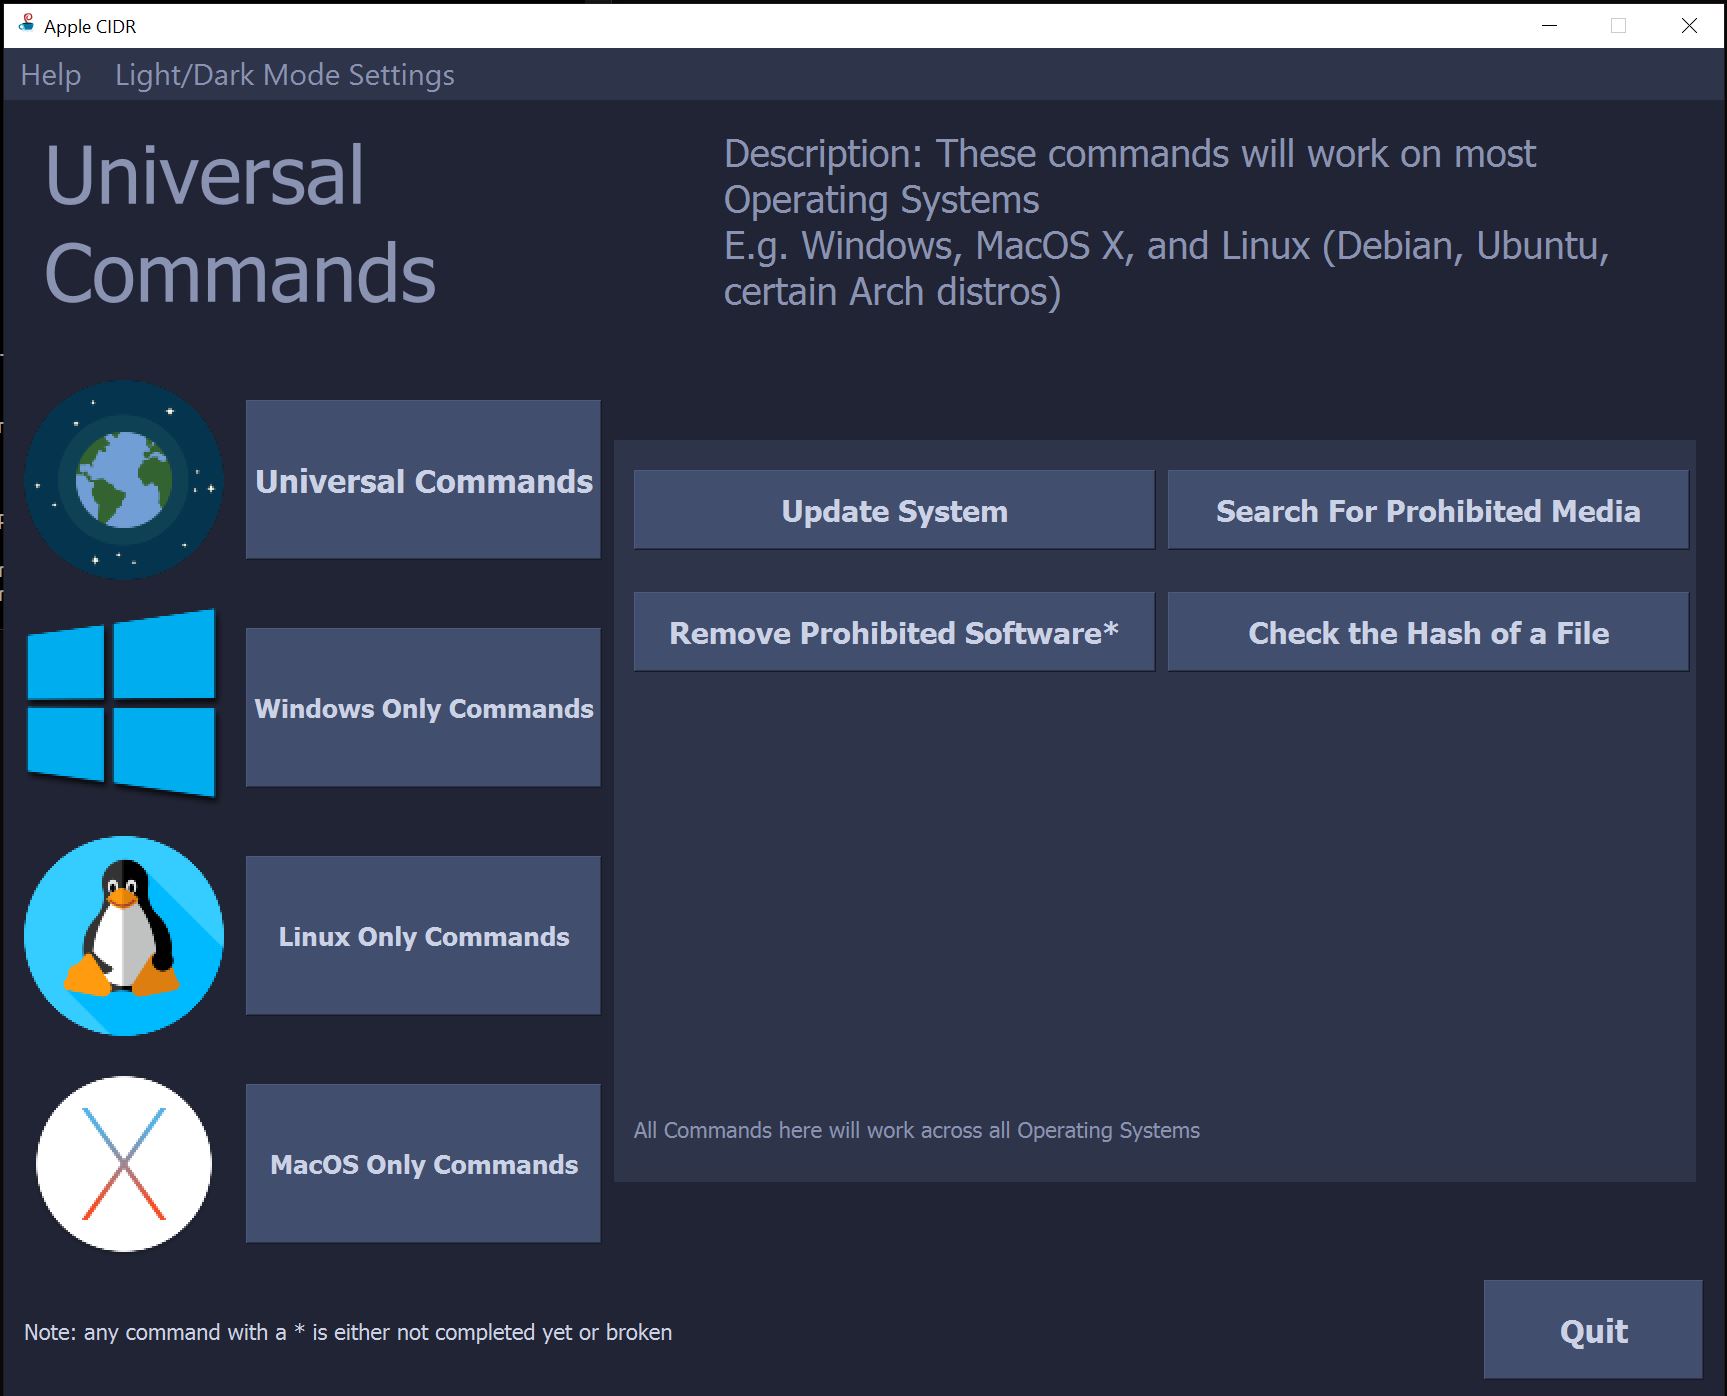 Apple CIDR
Help Light/Dark Mode Settings
Universal
Commands
Description: These commands will work on most
Operating Systems
E.g. Windows, MacOS X, and Linux (Debian, Ubuntu,
certain Arch distros)
Universal Commands
Windows Only Commands
Linux Only Commands
MacOS Only Commands
Update System
Search For Prohibited Media
Remove Prohibited Software*
Check the Hash of a File
All Commands here will work across all Operating Systems
Note: any command with a * is either not completed yet or broken
Quit